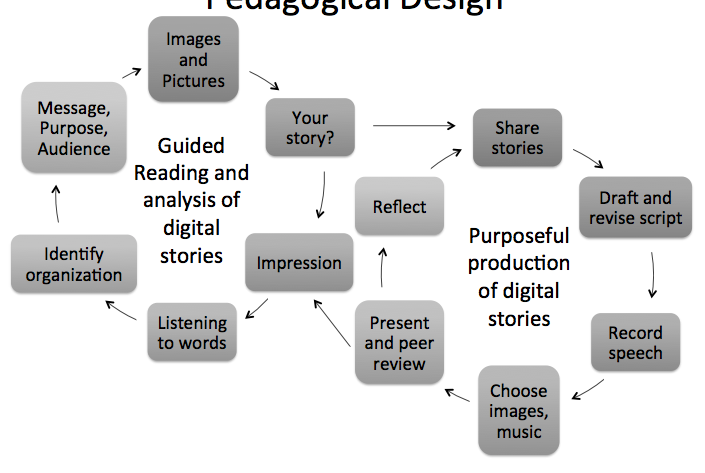 Pedagogical Design
Images
and
Pictures
Message,
Purpose,
Audience
Your
story?
Share
stories
Guided
Reading and
analysis of
digital
stories
Reflect
Draft and
revise script
Identify
organization
Impression
Purposeful
production
of digital
stories
Listening
to words
Present
and peer
review
Record
speech
Choose
images,
music